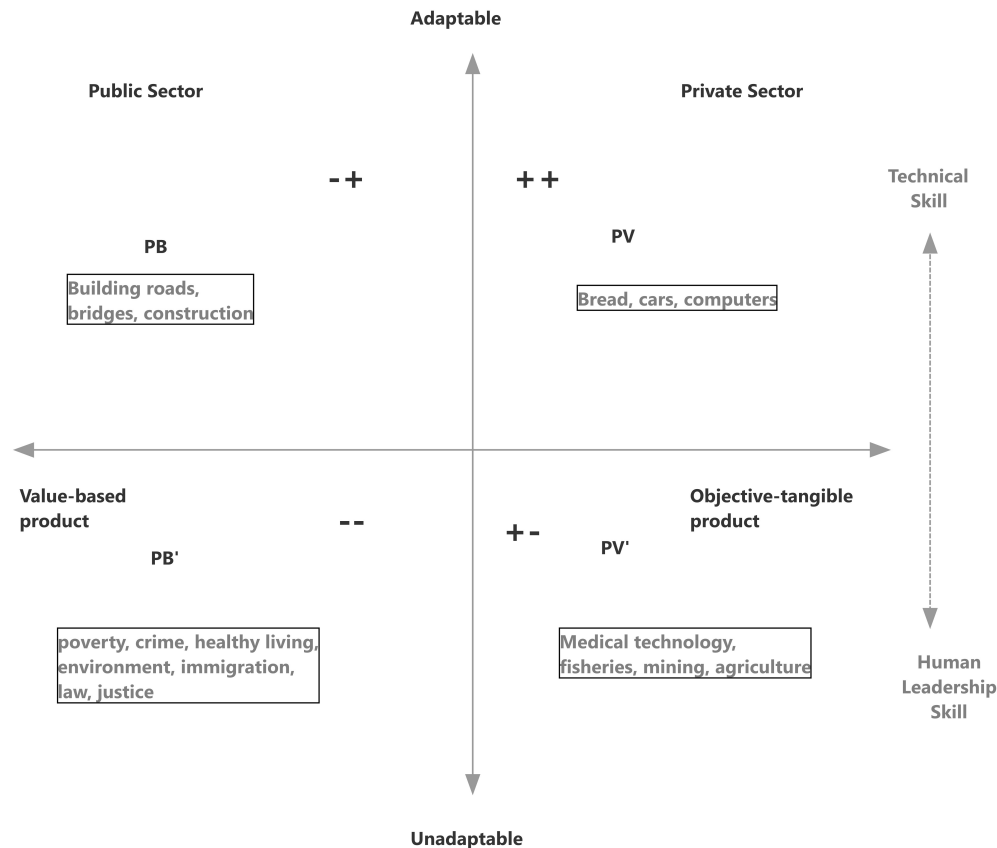 Adaptable
Public Sector
Private Sector
-+
++
Technical
Skill
PB
PV
Building roads,
bridges, construction
Bread, cars, computers
Value-based
product
Objective-tangible
product
--
+-
PB'
PV'
poverty, crime, healthy living,
environment, immigration,
law, justice
Medical technology,
fisheries, mining, agriculture
Human
Leadership
Skill
Unadaptable